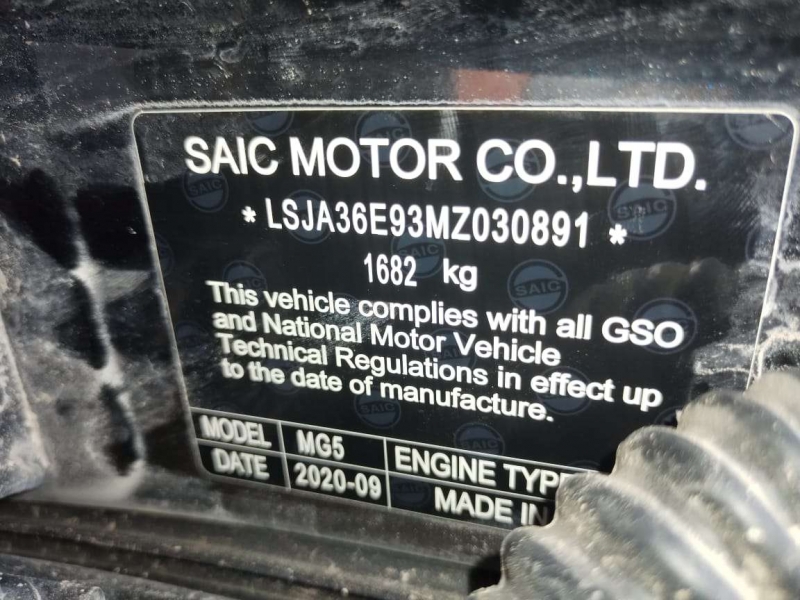 SAIC MOTOR CO.,LTD.
* LSJA36E93MZ030891 *
1682 kg
This vehicle complies with all GSO
and National Motor Vehicle
Technical Regulations in effect up
to the date of manufacture.
MODEL MG5 ENGINE TYPE
DATE 2020-09 MADE IN